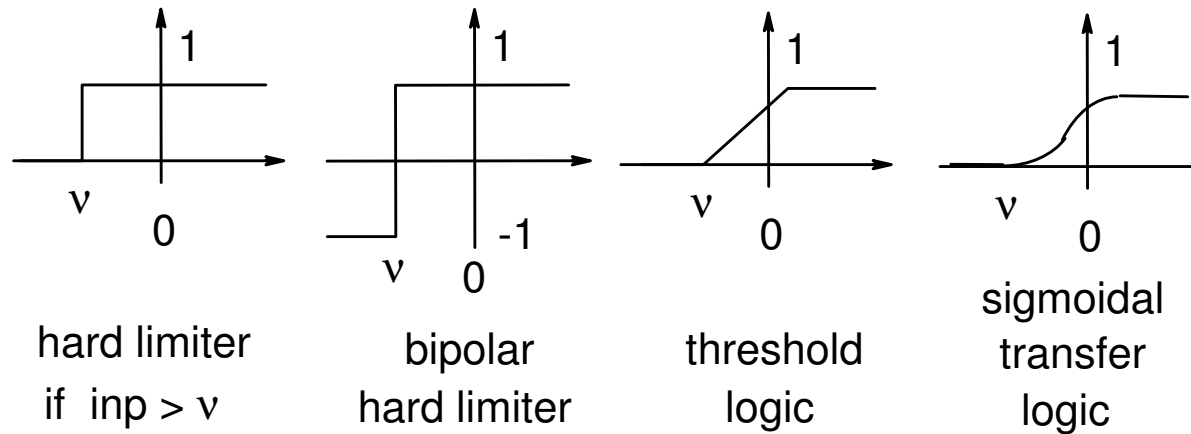 1
ν
0
hard limiter
if inp > ν
1
ν
-1
0
bipolar
hard limiter
1
ν
0
threshold
logic
1
ν
0
sigmoidal
transfer
logic